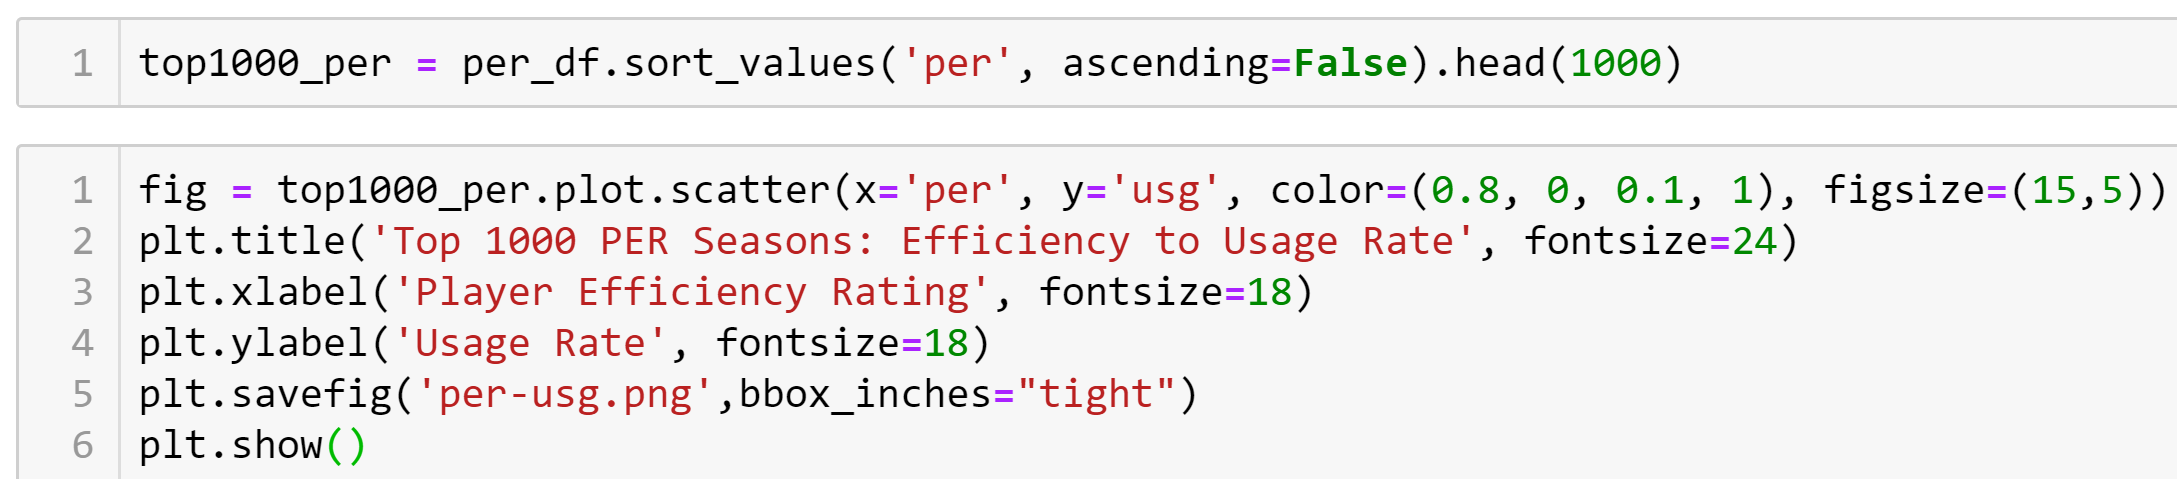 1 top1000_per = per_df.sort_values('per', ascending=False).head(1000)
1 fig = top1000_per.plot.scatter(x='per', y='usg', color=(0.8, 0, 0.1, 1), figsize=(15,5))
2 plt.title('Top 1000 PER Seasons: Efficiency to Usage Rate', fontsize=24)
3 plt.xlabel('Player Efficiency Rating', fontsize=18)
4 plt.ylabel('Usage Rate', fontsize=18)
5 plt.savefig('per-usg.png',bbox_inches="tight")
6 plt.show()